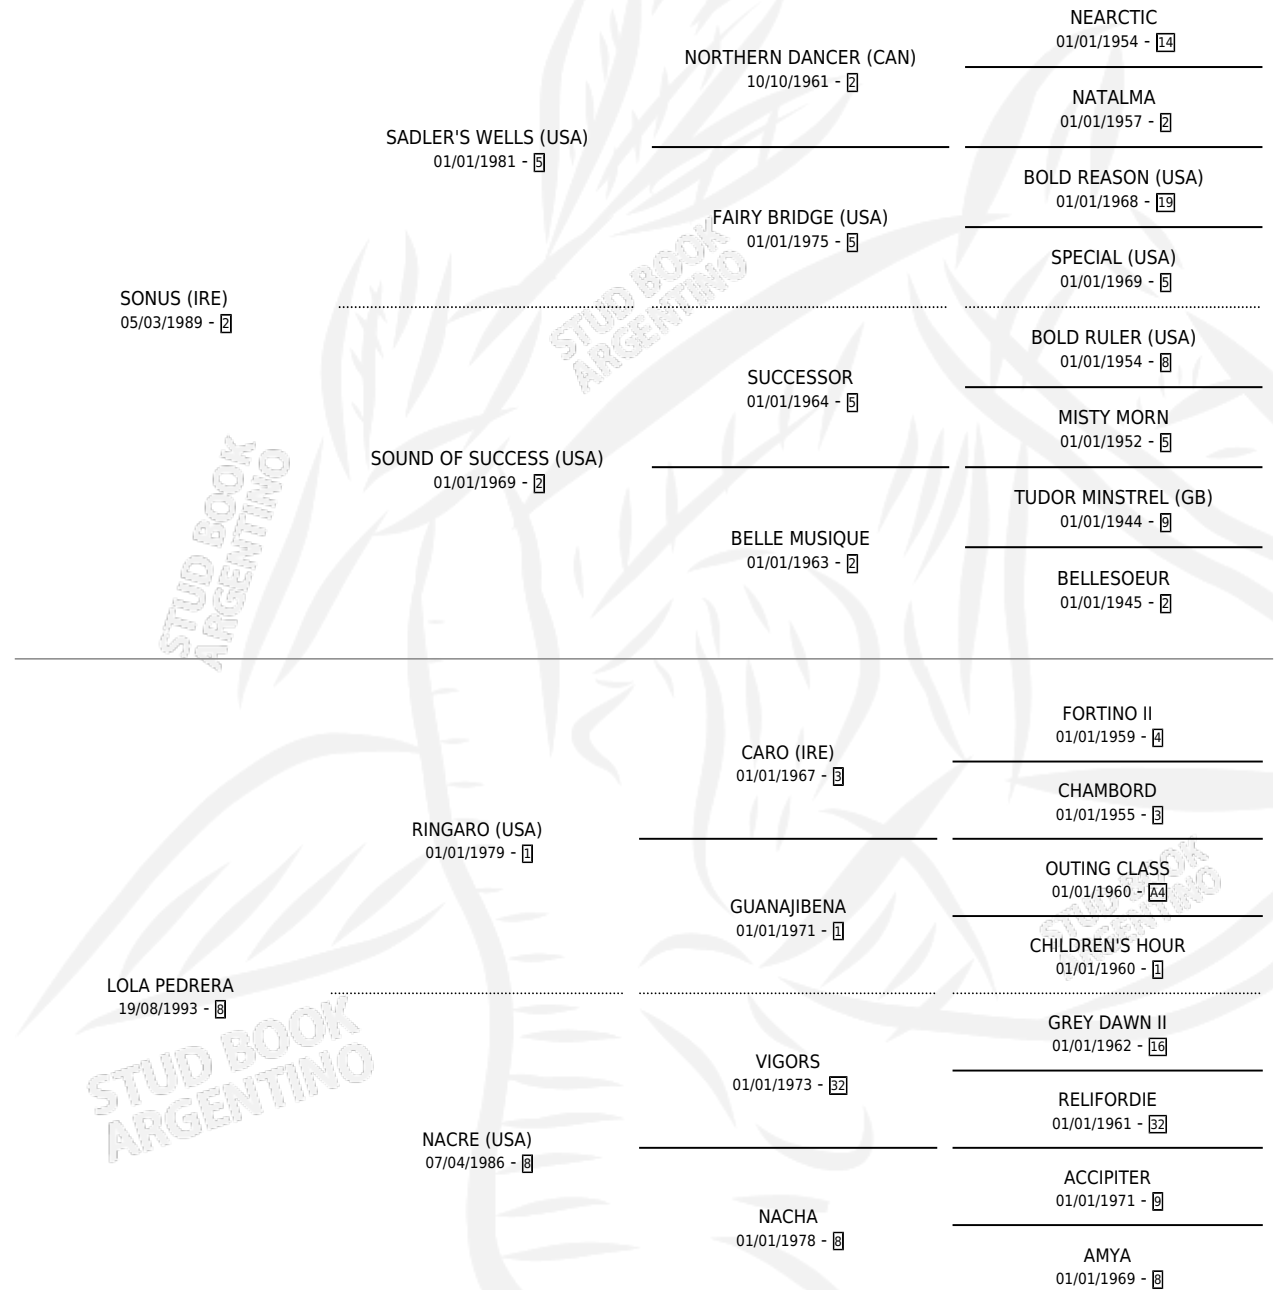 NEARCTIC
01/01/1954 - 14
NORTHERN DANCER (CAN)
10/10/1961 - 2
NATALMA
01/01/1957 - 2
SADLER'S WELLS (USA)
01/01/1981 - 5
BOLD REASON (USA)
01/01/1968 - 19
FAIRY BRIDGE (USA)
01/01/1975 - 5
SPECIAL (USA)
01/01/1969 - 5
SONUS (IRE)
05/03/1989 - 2
STUD BOOK
ARGENTINO
BOLD RULER (USA)
01/01/1954 - 8
SUCCESSOR
01/01/1964 - 5
MISTY MORN
01/01/1952 - 5
SOUND OF SUCCESS (USA)
01/01/1969 - 2
TUDOR MINSTREL (GB)
01/01/1944 - 9
BELLE MUSIQUE
01/01/1963 - 2
BELLESOEUR
01/01/1945 - 2
STUD BOOK
ARGENTINO
FORTINO II
01/01/1959 - 4
CARO (IRE)
01/01/1967 - 3
CHAMBORD
01/01/1955 - 3
RINGARO (USA)
01/01/1979 - 1
OUTING CLASS
01/01/1960 - A4
GUANAJIBENA
01/01/1971 - 1
CHILDREN'S HOUR
01/01/1960 - 1
STUD BOOK
ARGENTINO
LOLA PEDRERA
19/08/1993 - 8
GREY DAWN II
01/01/1962 - 16
VIGORS
01/01/1973 - 32
RELIFORDIE
01/01/1961 - 32
STUD BOOK
ARGENTINO
NACRE (USA)
07/04/1986 - 8
ACCIPITER
01/01/1971 - 9
NACHA
01/01/1978 - 8
AMYA
01/01/1969 - 8